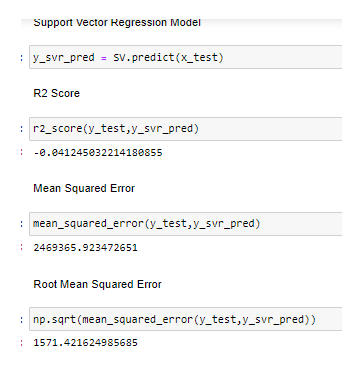 Support Vector Regression Model
: y_svr_pred = SV.predict(x_test)
R2 Score
: r2_score(y_test,y_svr_pred)
: -0.041245032214180855
Mean Squared Error
: mean_squared_error(y_test,y_svr_pred)
: 2469365.923472651
Root Mean Squared Error
: np.sqrt(mean_squared_error(y_test,y_svr_pred))
: 1571.421624985685